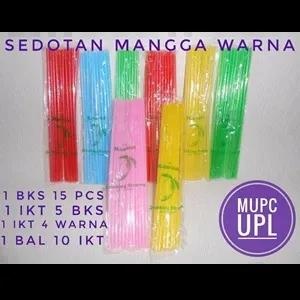 SEDOTAN MANGGA WARNA
1 BKS 15 PCS
1 IKT 5 BKS
1 IKT 4 WARNA
1 BAL 10 IKT
MUPC
UPL